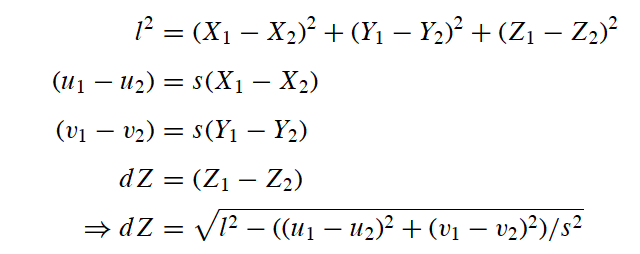 l² = (X₁ − X₂)² + (Y₁ − Y₂)² + (Z₁ − Z₂)²
(u₁ − u₂) = s(X₁ − X₂)
(v₁ − v₂) = s(Y₁ − Y₂)
dZ = (Z₁ − Z₂)
⇒ dZ = √(l² − ((u₁ − u₂)² + (v₁ − v₂)²)/s²)